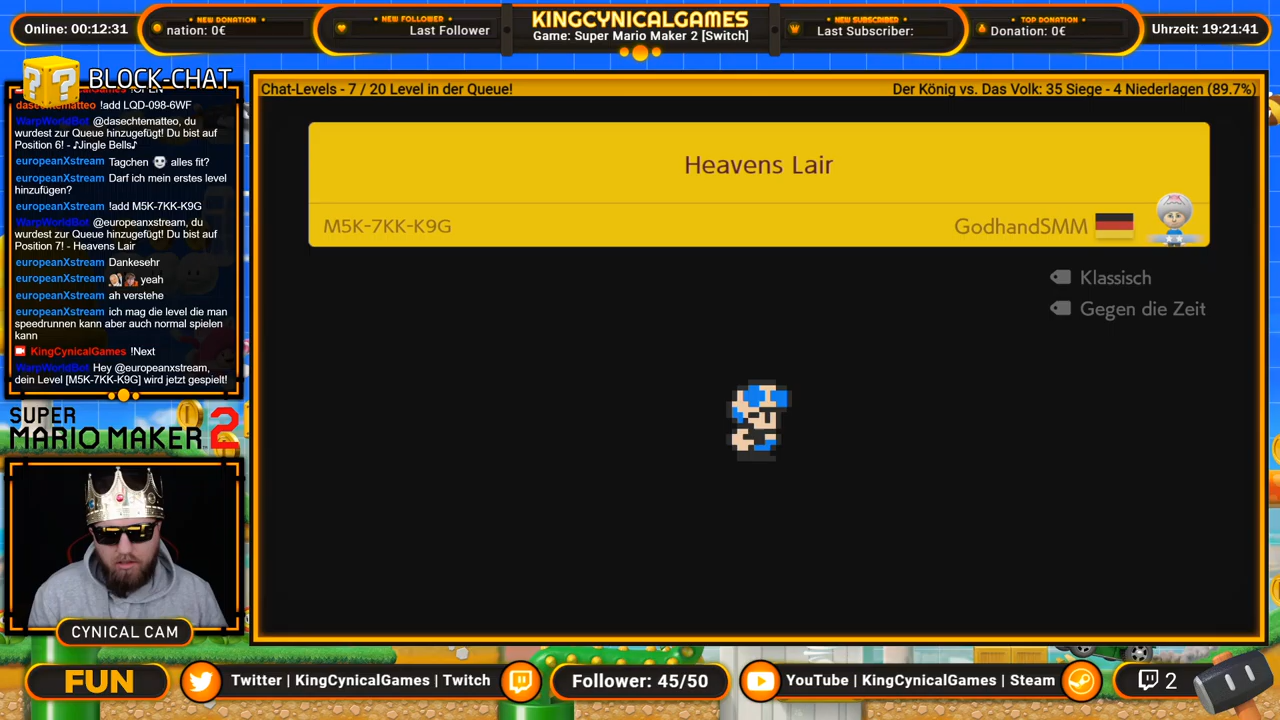 Online: 00:12:31
NEW DONATION
nation: 0€
NEW FOLLOWER
Last Follower
KINGCYNICALGAMES
Game: Super Mario Maker 2 [Switch]
NEW SUBSCRIBER
Last Subscriber:
TOP DONATION
Donation: 0€
Uhrzeit: 19:21:41
BLOCK-CHAT
!OPEN
dasechtematteo !add LQD-098-6WF
WarpWorldBot @dasechtematteo, du
wurdest zur Queue hinzugefügt! Du bist auf
Position 6! - ♪Jingle Bells♪
europeanXstream Tagchen alles fit?
europeanXstream Darf ich mein erstes level
hinzufügen?
europeanXstream !add M5K-7KK-K9G
WarpWorldBot @europeanxstream, du
wurdest zur Queue hinzugefügt! Du bist auf
Position 7! - Heavens Lair
europeanXstream Dankesehr
europeanXstream yeah
europeanXstream ah verstehe
europeanXstream ich mag die level die man
speedrunnen kann aber auch normal spielen
kann
KingCynicalGames !Next
WarpWorldBot Hey @europeanxstream,
dein Level [M5K-7KK-K9G] wird jetzt gespielt!
Chat-Levels - 7 / 20 Level in der Queue!
Der König vs. Das Volk: 35 Siege - 4 Niederlagen (89.7%)
Heavens Lair
M5K-7KK-K9G
GodhandSMM
Klassisch
Gegen die Zeit
SUPER
MARIO MAKER 2
CYNICAL CAM
FUN
Twitter | KingCynicalGames | Twitch
Follower: 45/50
YouTube | KingCynicalGames | Steam
2